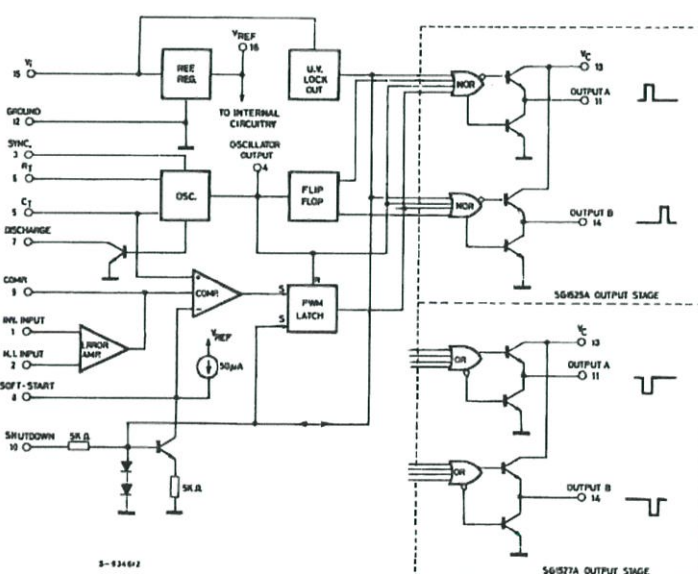 Vi
15
GROUND
12
SYNC.
3
RT
6
CT
5
DISCHARGE
7
COMP.
9
INV. INPUT
1
N.I. INPUT
2
SOFT-START
8
SHUTDOWN
10
5KΩ
REF
REG.
VREF
16
TO INTERNAL
CIRCUITRY
U.V.
LOCK
OUT
OSCILLATOR
OUTPUT
4
OSC.
FLIP
FLOP
ERROR
AMP.
+
COMP.
-
S
S
R
PWM
LATCH
VREF
50µA
5KΩ
NOR
VC
13
OUTPUT A
11
NOR
OUTPUT B
14
SG1525A OUTPUT STAGE
OR
VC
13
OUTPUT A
11
OR
OUTPUT B
14
SG1527A OUTPUT STAGE